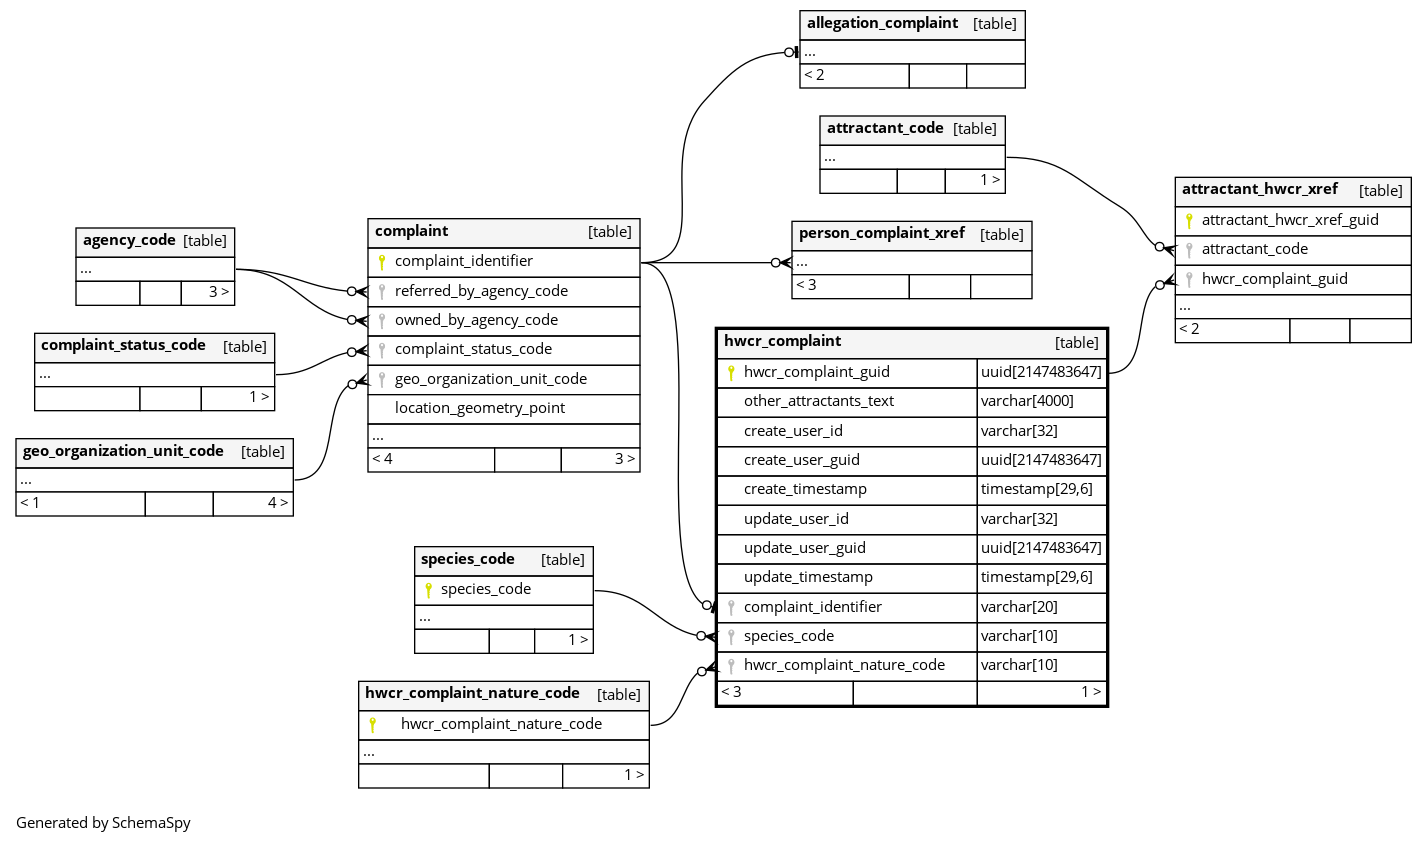 allegation_complaint [table]
...
< 2
attractant_code [table]
...
1 >
attractant_hwcr_xref [table]
attractant_hwcr_xref_guid
attractant_code
hwcr_complaint_guid
...
< 2
agency_code [table]
...
3 >
complaint [table]
complaint_identifier
referred_by_agency_code
owned_by_agency_code
complaint_status_code
geo_organization_unit_code
location_geometry_point
...
< 4 3 >
person_complaint_xref [table]
...
< 3
complaint_status_code [table]
...
1 >
geo_organization_unit_code [table]
...
< 1 4 >
hwcr_complaint [table]
hwcr_complaint_guid uuid[2147483647]
other_attractants_text varchar[4000]
create_user_id varchar[32]
create_user_guid uuid[2147483647]
create_timestamp timestamp[29,6]
update_user_id varchar[32]
update_user_guid uuid[2147483647]
update_timestamp timestamp[29,6]
complaint_identifier varchar[20]
species_code varchar[10]
hwcr_complaint_nature_code varchar[10]
< 3 1 >
species_code [table]
species_code
...
1 >
hwcr_complaint_nature_code [table]
hwcr_complaint_nature_code
...
1 >
Generated by SchemaSpy